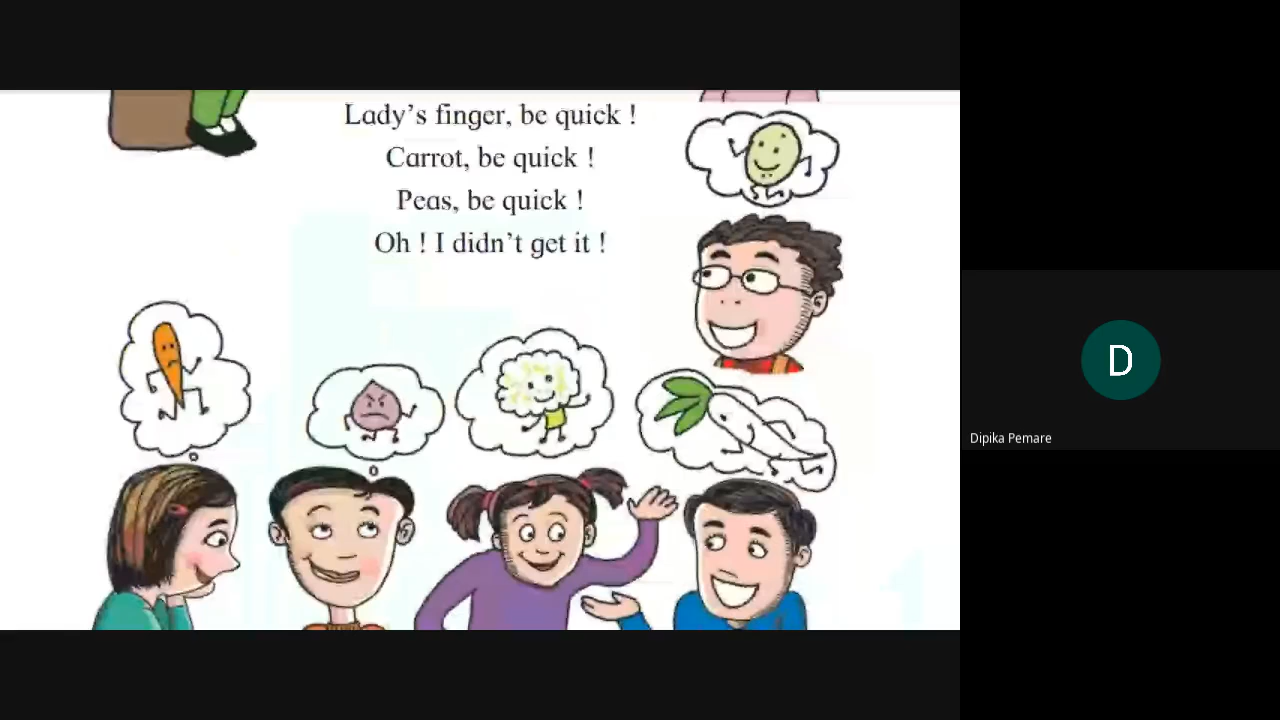 Lady's finger, be quick !
Carrot, be quick !
Peas, be quick !
Oh ! I didn't get it !
D
Dipika Pemare